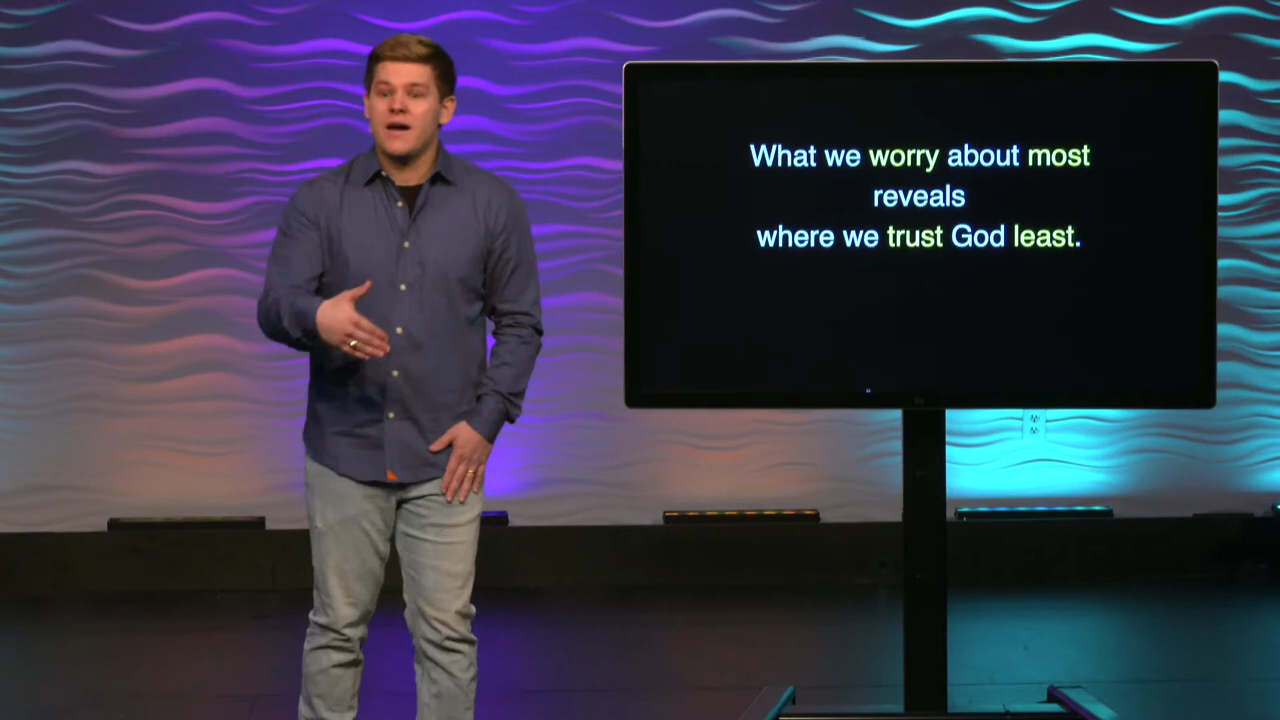 What we worry about most
reveals
where we trust God least.